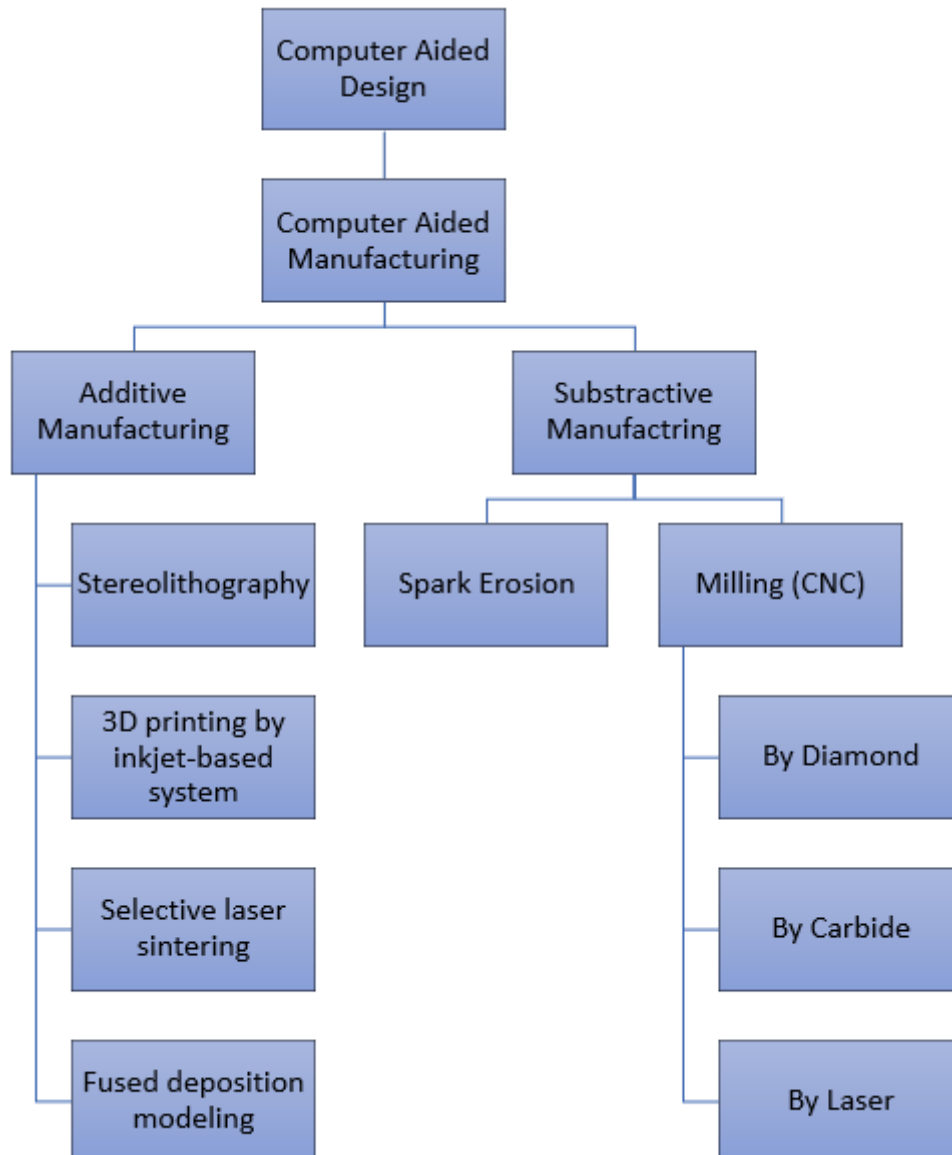 Computer Aided
Design
Computer Aided
Manufacturing
Additive
Manufacturing
Substractive
Manufactring
Stereolithography
Spark Erosion
Milling (CNC)
3D printing by
inkjet-based
system
By Diamond
Selective laser
sintering
By Carbide
Fused deposition
modeling
By Laser